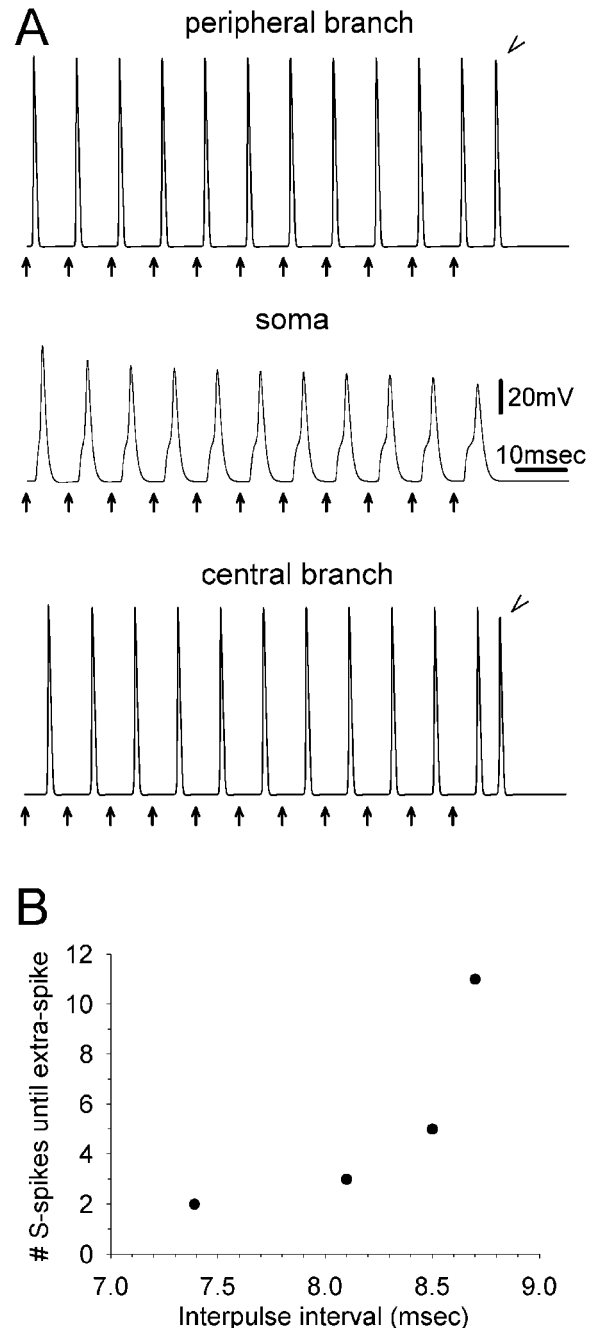 A
peripheral branch
soma
20mV
10msec
central branch
B
# S-spikes until extra-spike
12
10
8
6
4
2
0
7.0 7.5 8.0 8.5 9.0
Interpulse interval (msec)